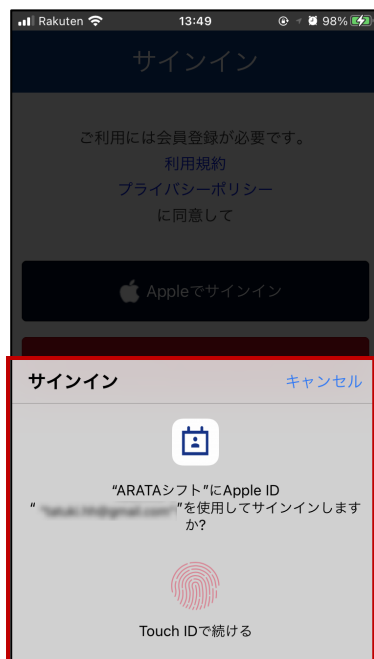 Rakuten 13:49 98%
サインイン
ご利用には会員登録が必要です。
利用規約
プライバシーポリシー
に同意して
Appleでサインイン
サインイン キャンセル
“ARATAシフト”にApple ID
“ ”を使用してサインインします
か?
Touch IDで続ける